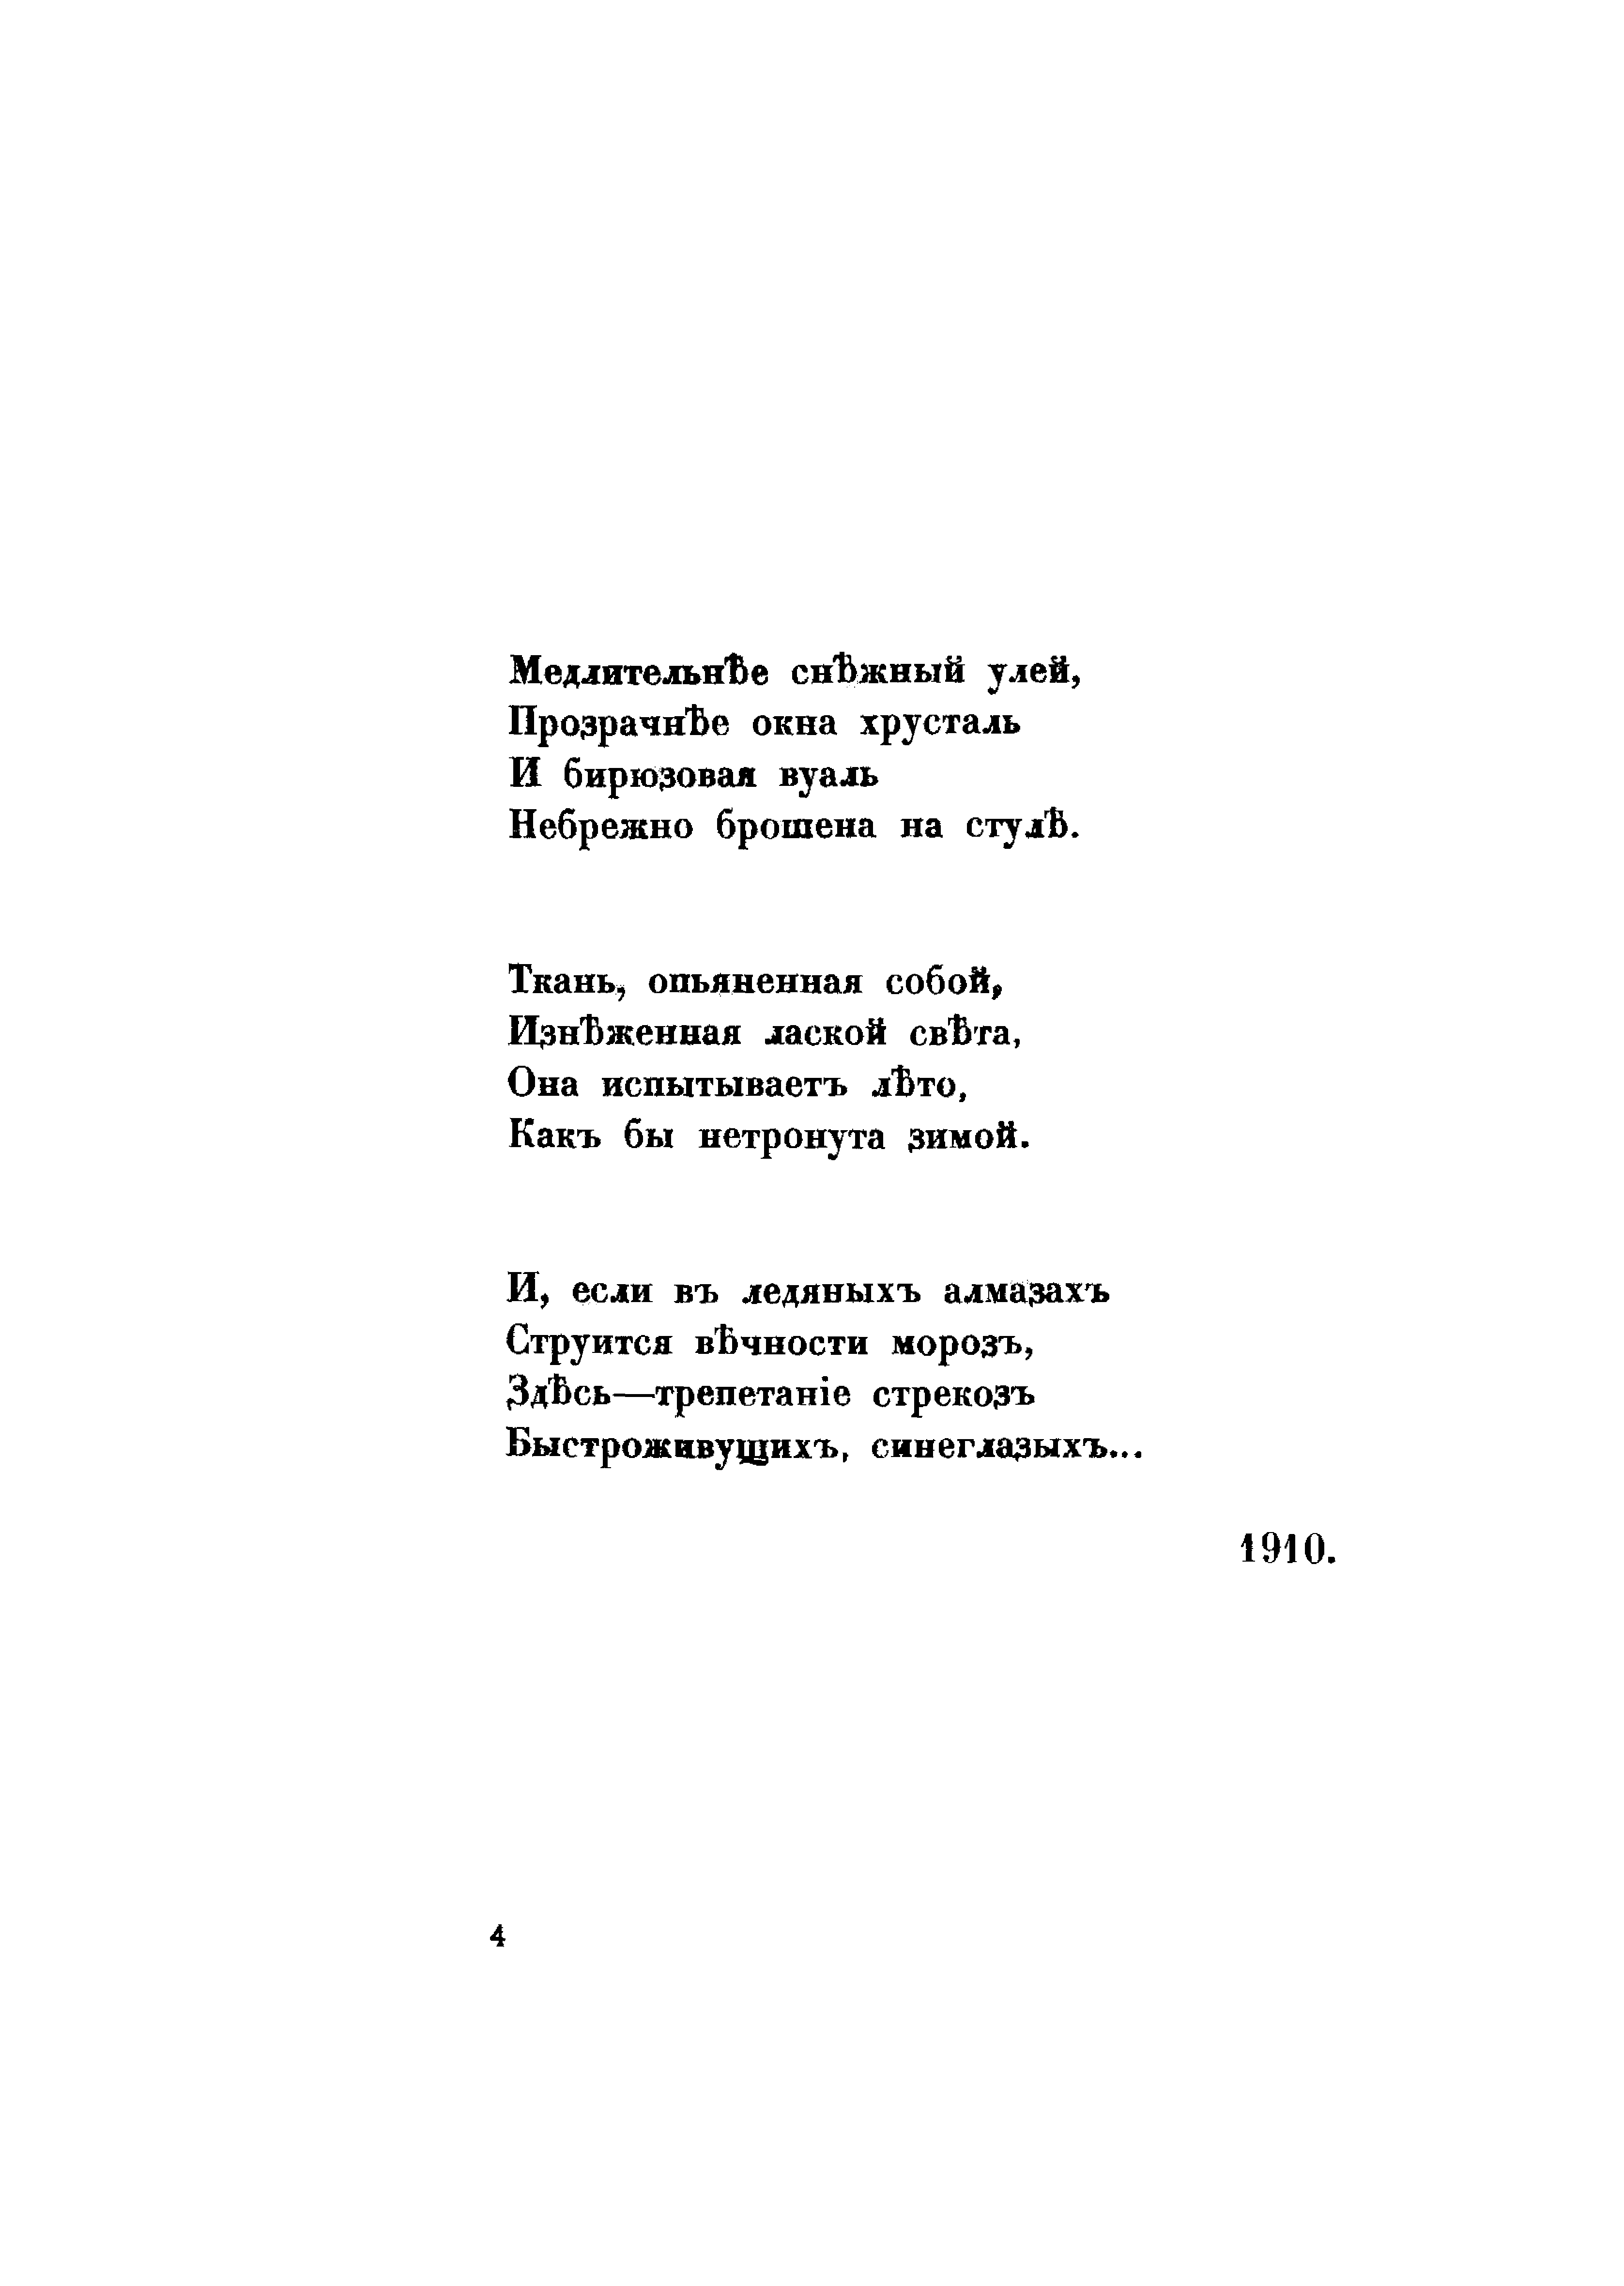 Медлительнѣе снѣжный улей,
Прозрачнѣе окна хрусталь
И бирюзовая вуаль
Небрежно брошена на стулѣ.
Ткань, опьяненная собой,
Изнѣженная лаской свѣта,
Она испытываетъ лѣто,
Какъ бы нетронута зимой.
И, если въ ледяныхъ алмазахъ
Струится вѣчности морозъ,
Здѣсь—трепетаніе стрекозъ
Быстроживущихъ, синеглазыхъ...
1910.
4